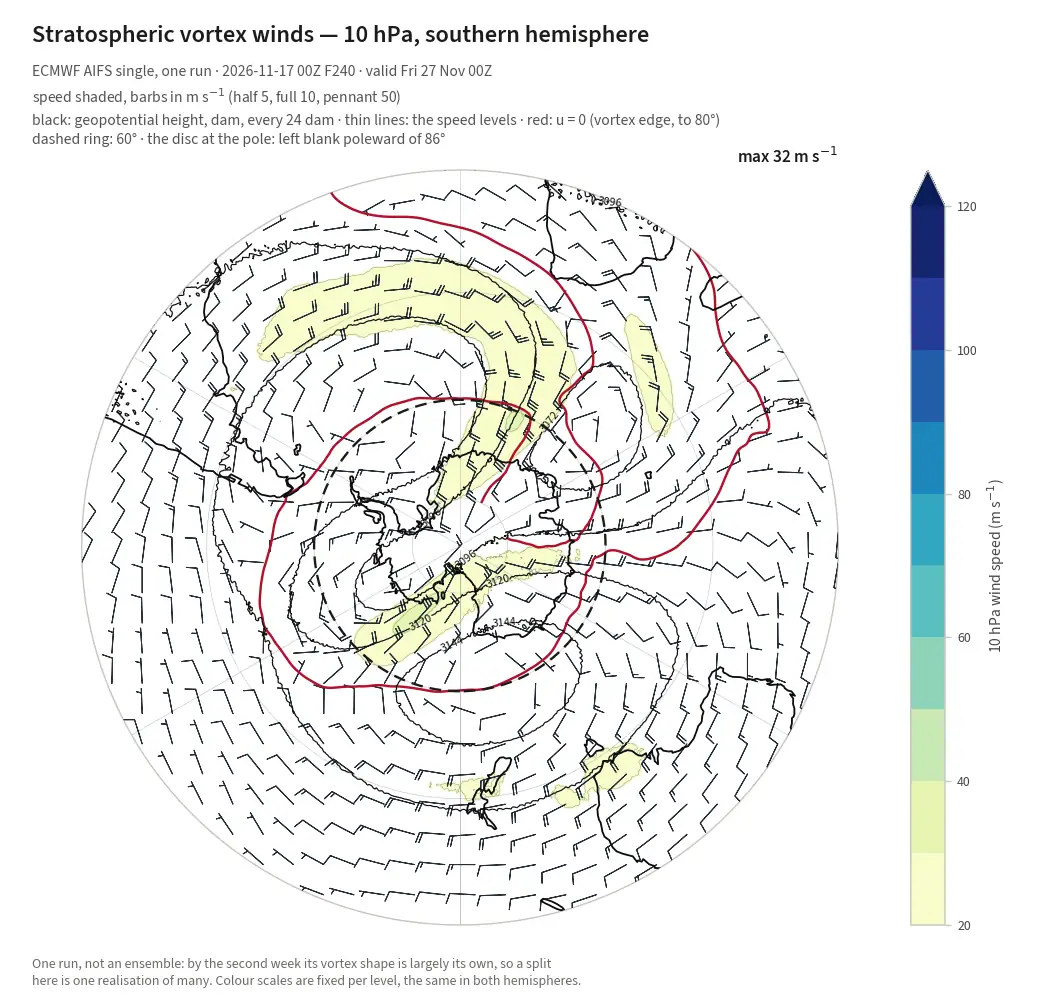 Stratospheric vortex winds — 10 hPa, southern hemisphere
ECMWF AIFS single, one run · 2026-11-17 00Z F240 · valid Fri 27 Nov 00Z
speed shaded, barbs in m s⁻¹ (half 5, full 10, pennant 50)
black: geopotential height, dam, every 24 dam · thin lines: the speed levels · red: u = 0 (vortex edge, to 80°)
dashed ring: 60° · the disc at the pole: left blank poleward of 86°
max 32 m s⁻¹
3096
3072
3096
3120
3120
3144
3144
120
100
80
60
40
20
10 hPa wind speed (m s⁻¹)
One run, not an ensemble: by the second week its vortex shape is largely its own, so a split
here is one realisation of many. Colour scales are fixed per level, the same in both hemispheres.